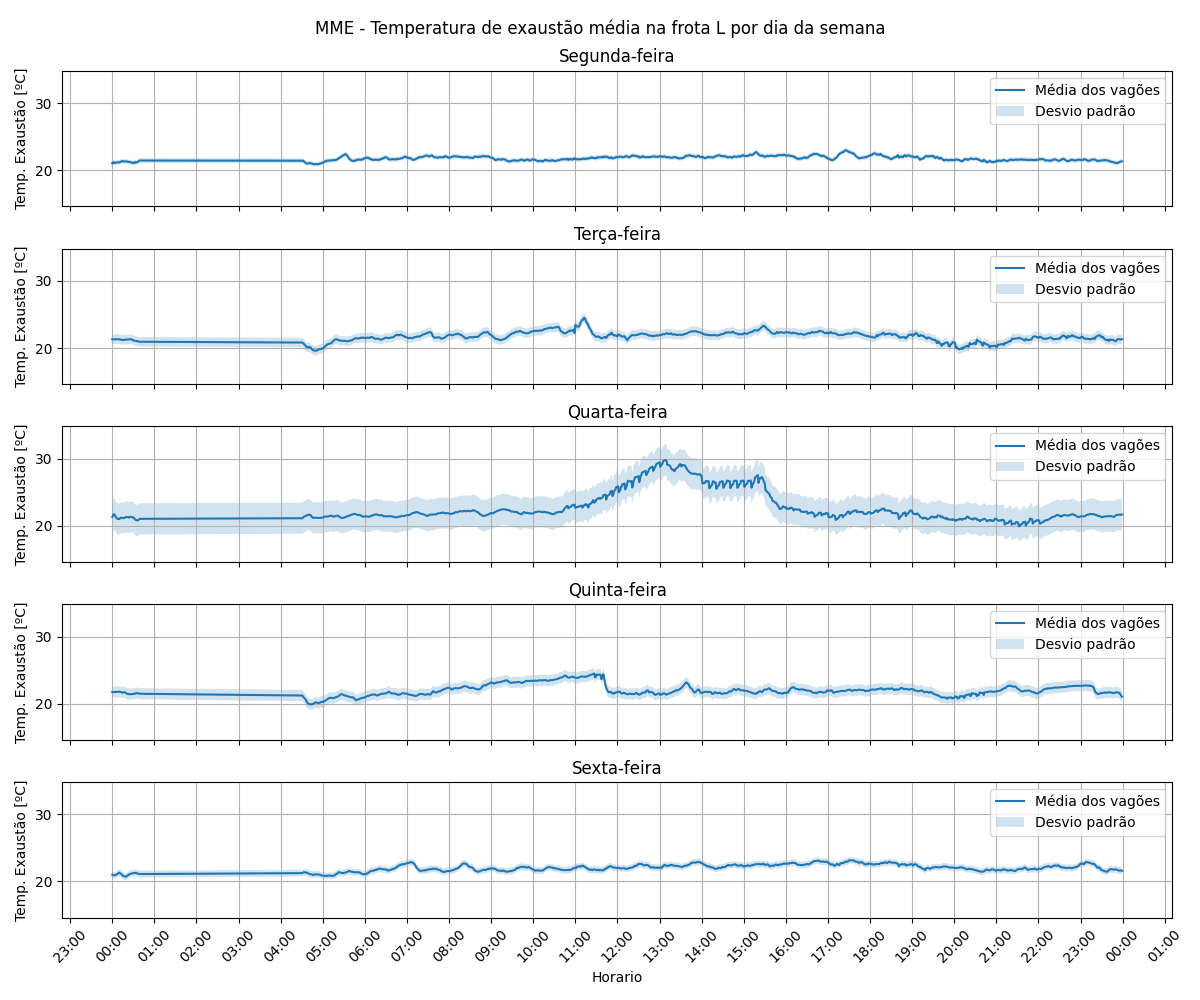 MME - Temperatura de exaustão média na frota L por dia da semana
Segunda-feira
Temp. Exaustão [ºC]
30
20
Média dos vagões
Desvio padrão
Terça-feira
Temp. Exaustão [ºC]
30
20
Média dos vagões
Desvio padrão
Quarta-feira
Temp. Exaustão [ºC]
30
20
Média dos vagões
Desvio padrão
Quinta-feira
Temp. Exaustão [ºC]
30
20
Média dos vagões
Desvio padrão
Sexta-feira
Temp. Exaustão [ºC]
30
20
Média dos vagões
Desvio padrão
23:00 00:00 01:00 02:00 03:00 04:00 05:00 06:00 07:00 08:00 09:00 10:00 11:00 12:00 13:00 14:00 15:00 16:00 17:00 18:00 19:00 20:00 21:00 22:00 23:00 00:00 01:00
Horario